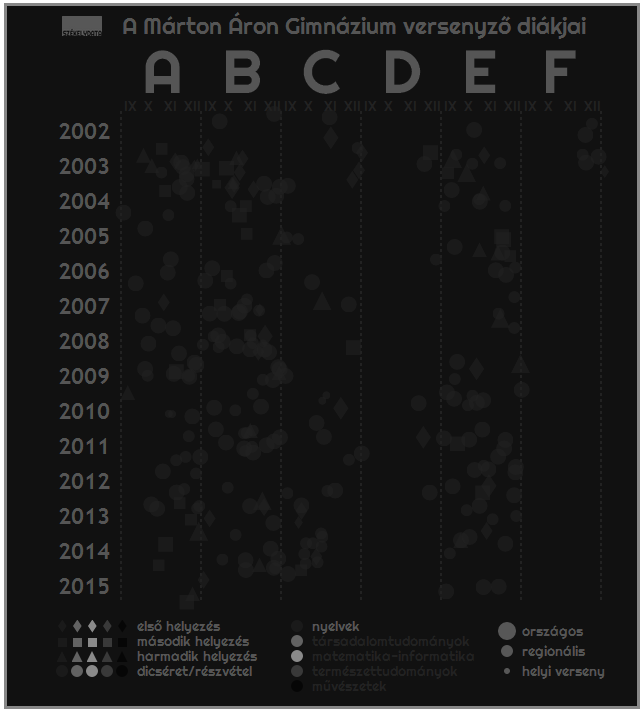 SZÉKELYDATA
A Márton Áron Gimnázium versenyző diákjai
A B C D E F
IX X XI XII IX X XI XII IX X XI XII IX X XI XII IX X XI XII IX X XI XII
2002
2003
2004
2005
2006
2007
2008
2009
2010
2011
2012
2013
2014
2015
első helyezés
második helyezés
harmadik helyezés
dicséret/részvétel
nyelvek
társadalomtudományok
matematika-informatika
természettudományok
művészetek
országos
regionális
helyi verseny